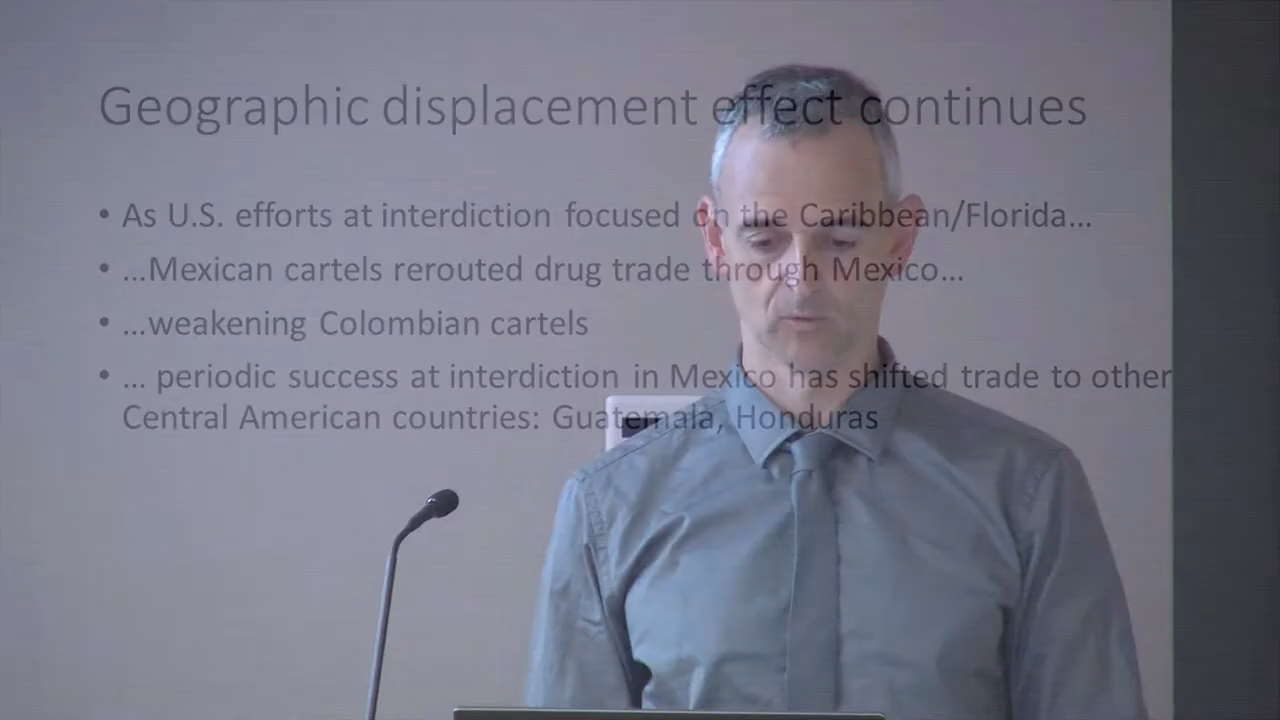 Geographic displacement effect continues
• As U.S. efforts at interdiction focused on the Caribbean/Florida…
• …Mexican cartels rerouted drug trade through Mexico…
• …weakening Colombian cartels
• … periodic success at interdiction in Mexico has shifted trade to other
Central American countries: Guatemala, Honduras